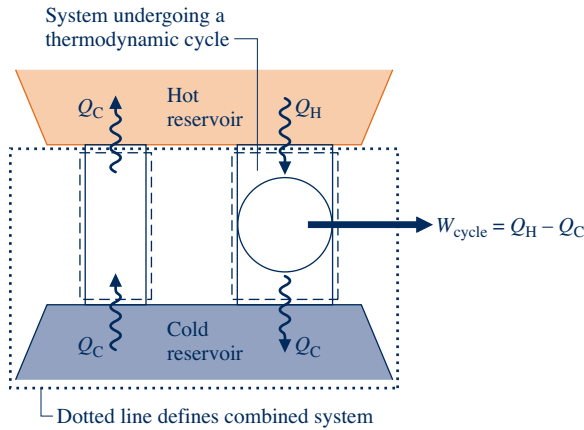 System undergoing a
thermodynamic cycle
Q_C
Hot
reservoir
Q_H
W_cycle = Q_H – Q_C
Q_C
Cold
reservoir
Q_C
Dotted line defines combined system